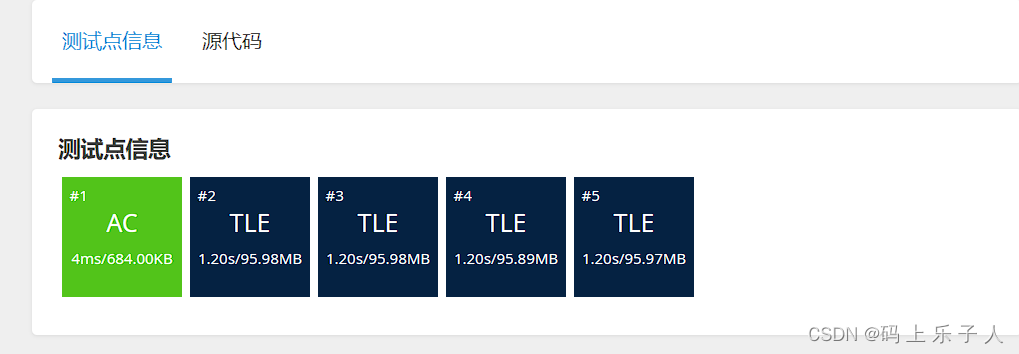 测试点信息 源代码
测试点信息
#1 #2 #3 #4 #5
AC TLE TLE TLE TLE
4ms/684.00KB 1.20s/95.98MB 1.20s/95.98MB 1.20s/95.89MB 1.20s/95.97MB
CSDN @码上乐子人